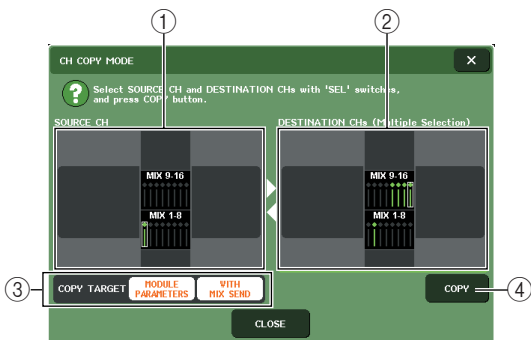 ① ②
CH COPY MODE ×
? Select SOURCE CH and DESTINATION CHs with 'SEL' switches,
and press COPY button.
SOURCE CH DESTINATION CHs (Multiple Selection)
MIX 9-16 MIX 9-16
MIX 1-8 MIX 1-8
③ COPY TARGET MODULE PARAMETERS WITH MIX SEND COPY ④
CLOSE